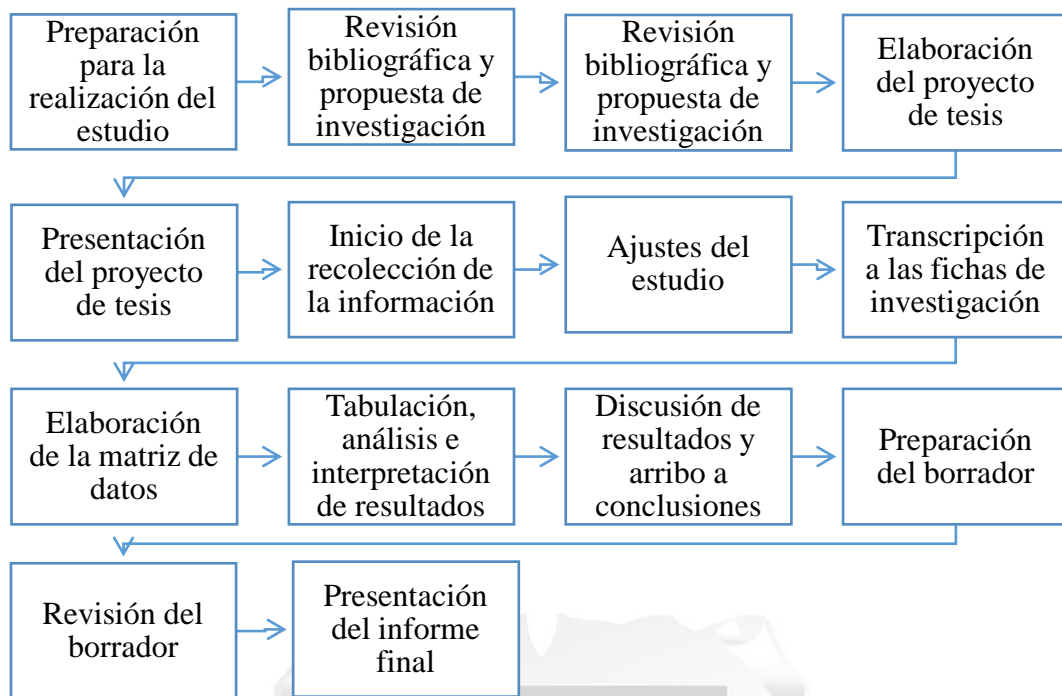 Preparación
para la
realización del
estudio
Revisión
bibliográfica y
propuesta de
investigación
Revisión
bibliográfica y
propuesta de
investigación
Elaboración
del proyecto
de tesis
Presentación
del proyecto
de tesis
Inicio de la
recolección de
la información
Ajustes del
estudio
Transcripción
a las fichas de
investigación
Elaboración
de la matriz de
datos
Tabulación,
análisis e
interpretación
de resultados
Discusión de
resultados y
arribo a
conclusiones
Preparación
del borrador
Revisión del
borrador
Presentación
del informe
final